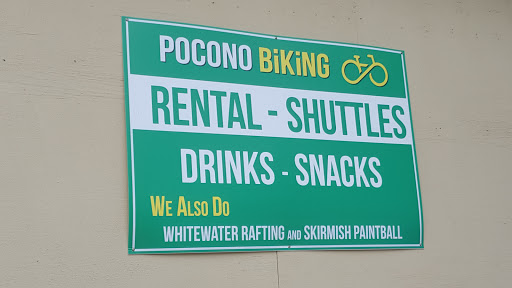 POCONO BiKiNG
RENTAL - SHUTTLES
DRINKS - SNACKS
WE ALSO DO
WHITEWATER RAFTING AND SKIRMISH PAINTBALL